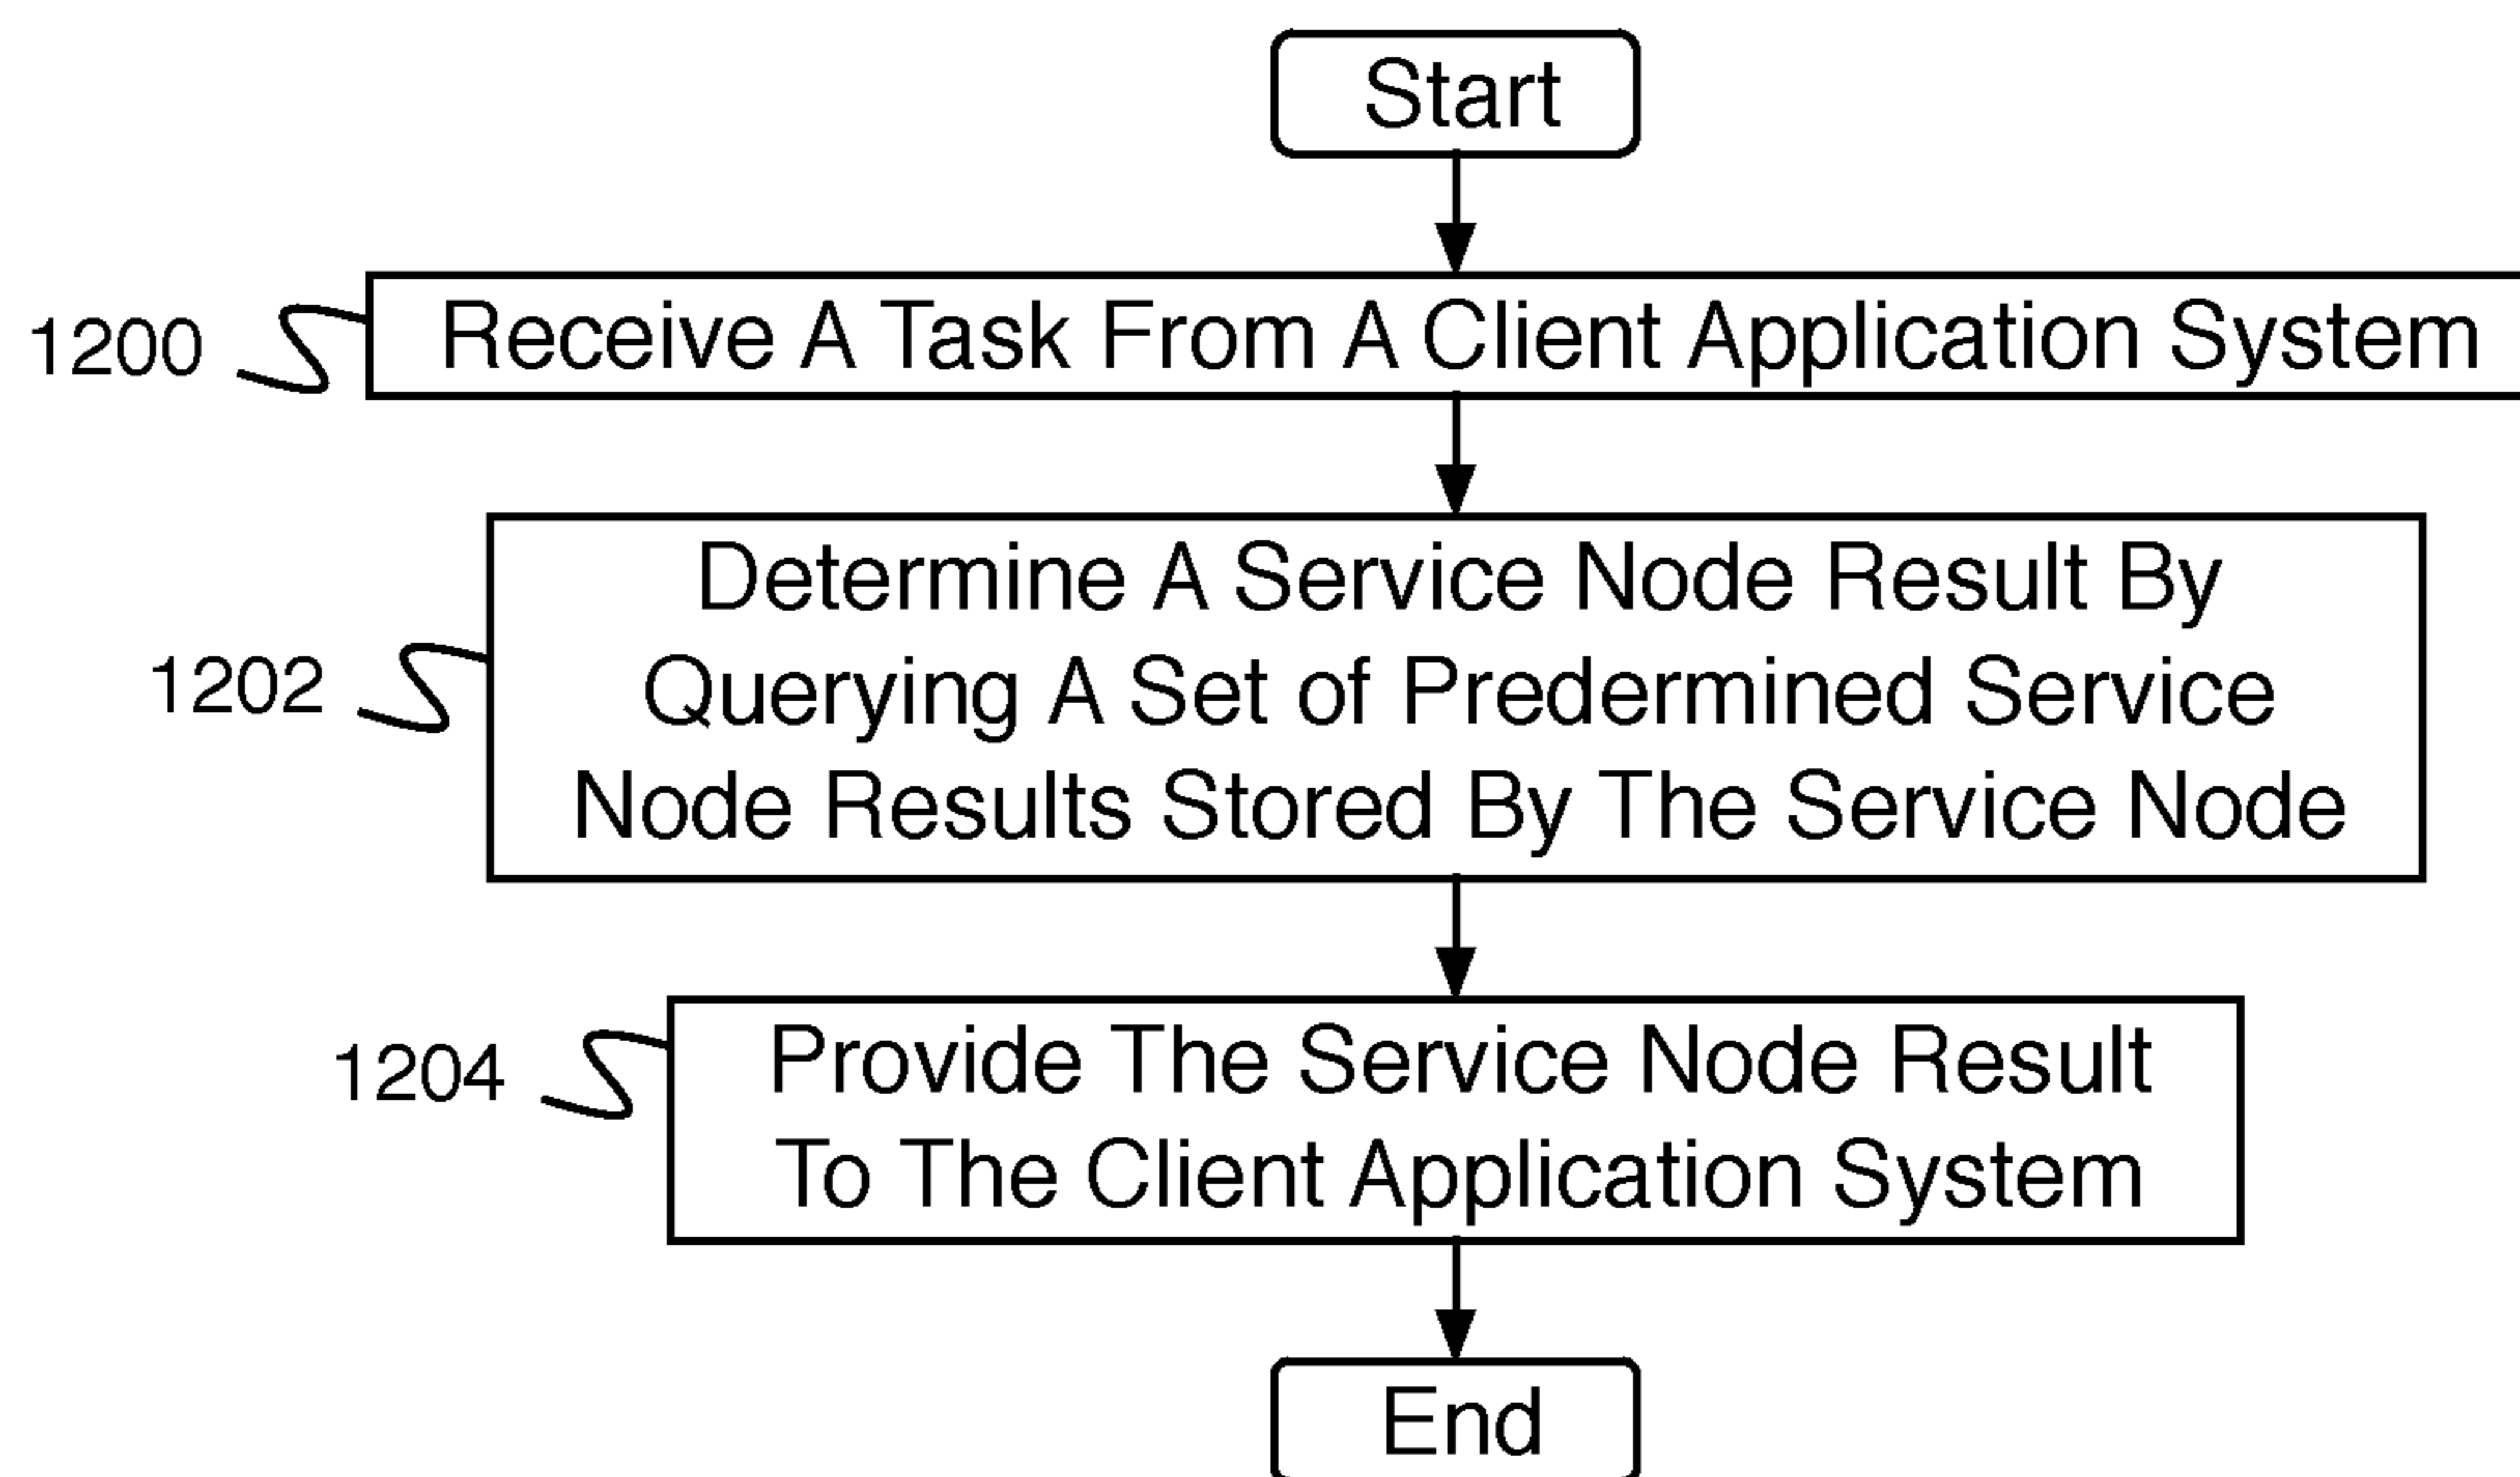 Start
1200
Receive A Task From A Client Application System
Determine A Service Node Result By
1202
Querying A Set of Predermined Service
Node Results Stored By The Service Node
1204
Provide The Service Node Result
To The Client Application System
End